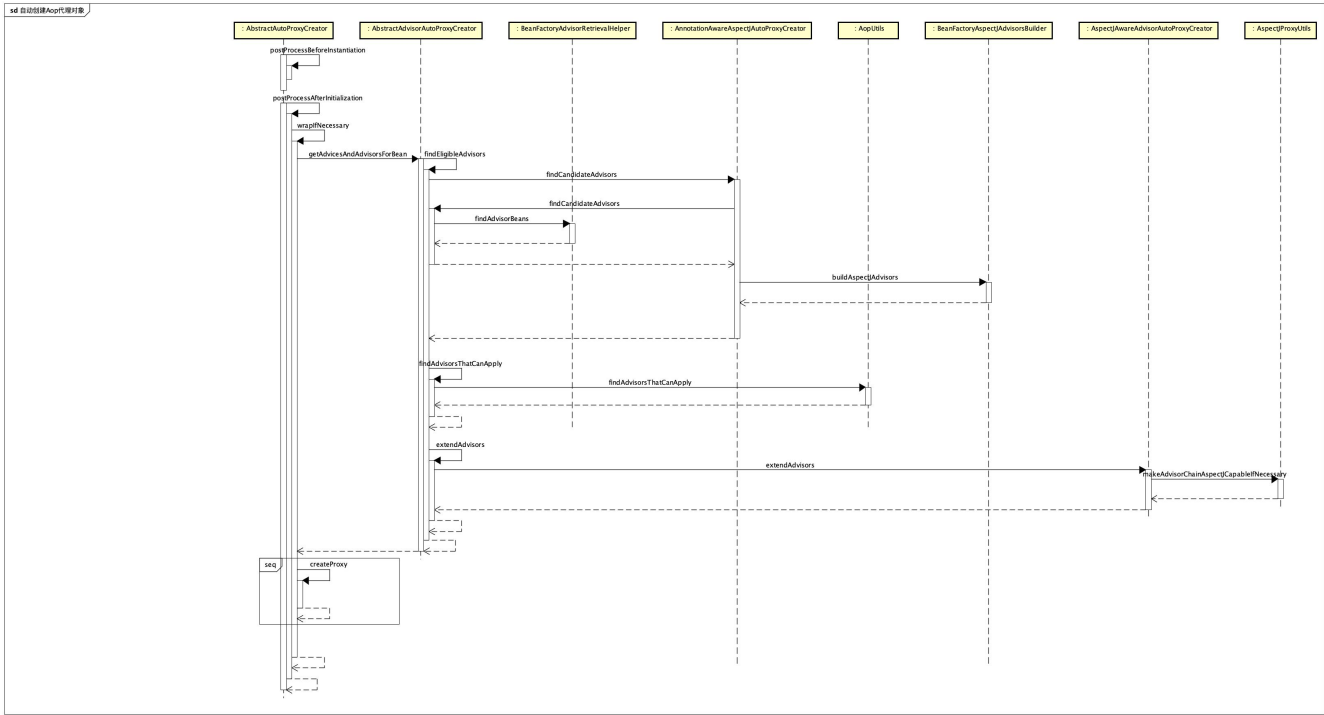 sd 自动创建Aop代理对象
: AbstractAutoProxyCreator
: AbstractAdvisorAutoProxyCreator
: BeanFactoryAdvisorRetrievalHelper
: AnnotationAwareAspectJAutoProxyCreator
: AopUtils
: BeanFactoryAspectJAdvisorsBuilder
: AspectJAwareAdvisorAutoProxyCreator
: AspectJProxyUtils
postProcessBeforeInstantiation
postProcessAfterInitialization
wrapIfNecessary
getAdvicesAndAdvisorsForBean
findEligibleAdvisors
findCandidateAdvisors
findCandidateAdvisors
findAdvisorBeans
buildAspectJAdvisors
findAdvisorsThatCanApply
findAdvisorsThatCanApply
extendAdvisors
extendAdvisors
makeAdvisorChainAspectJCapableIfNecessary
seq
createProxy